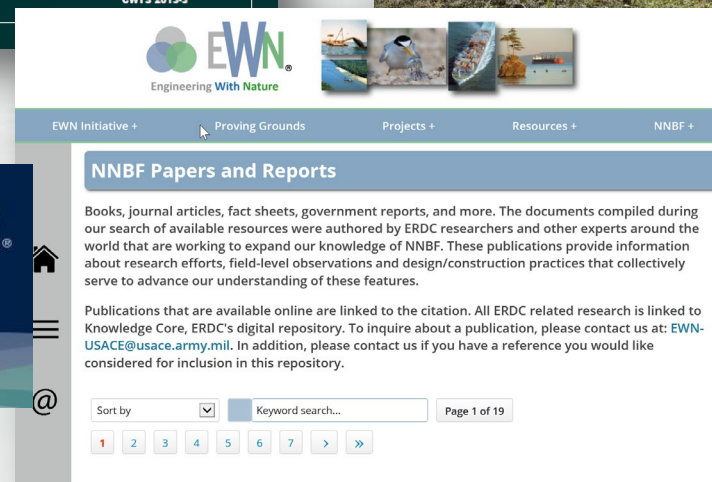 CWTS 2015-3
EWN®
Engineering With Nature
EWN Initiative +
Proving Grounds
Projects +
Resources +
NNBF +
NNBF Papers and Reports
Books, journal articles, fact sheets, government reports, and more. The documents compiled during
our search of available resources were authored by ERDC researchers and other experts around the
world that are working to expand our knowledge of NNBF. These publications provide information
about research efforts, field-level observations and design/construction practices that collectively
serve to advance our understanding of these features.
Publications that are available online are linked to the citation. All ERDC related research is linked to
Knowledge Core, ERDC's digital repository. To inquire about a publication, please contact us at: EWN-
USACE@usace.army.mil. In addition, please contact us if you have a reference you would like
considered for inclusion in this repository.
®
@
Sort by
Keyword search...
Page 1 of 19
1 2 3 4 5 6 7 › »